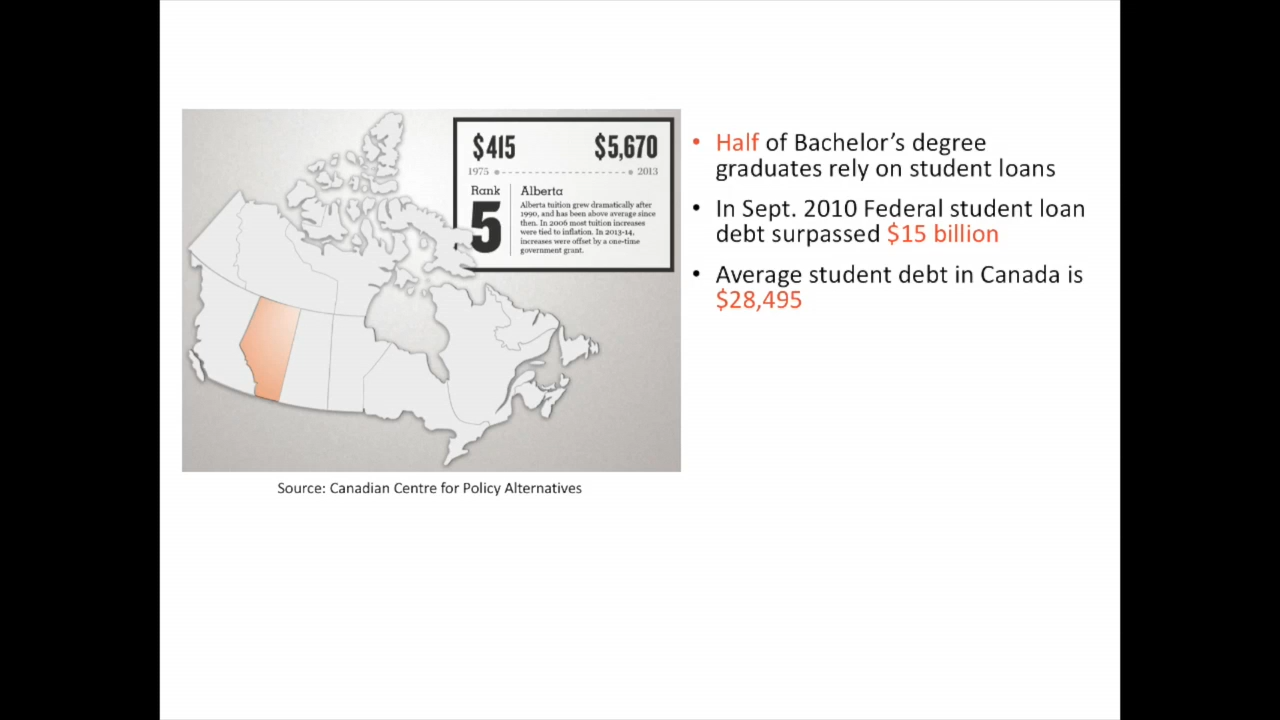 $415 $5,670
1975 2013
Rank
5
Alberta
Alberta tuition grew dramatically after
1990, and has been above average since
then. In 2006 most tuition increases
were tied to inflation. In 2013-14,
increases were offset by a one-time
government grant.
Source: Canadian Centre for Policy Alternatives
• Half of Bachelor’s degree
graduates rely on student loans
• In Sept. 2010 Federal student loan
debt surpassed $15 billion
• Average student debt in Canada is
$28,495